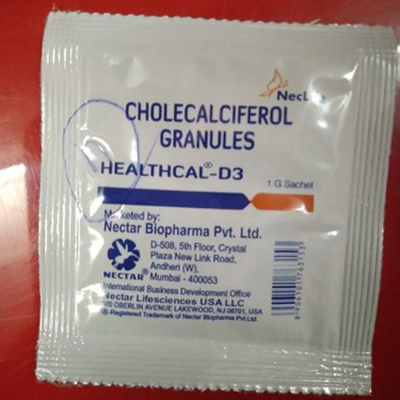 Nectar
CHOLECALCIFEROL
GRANULES
HEALTHCAL®-D3
1 G Sachet
Marketed by:
Nectar Biopharma Pvt. Ltd.
D-508, 5th Floor, Crystal
Plaza New Link Road,
Andheri (W),
Mumbai - 400053
NECTAR®
International Business Development Office
Nectar Lifesciences USA LLC
500 OBERLIN AVENUE LAKEWOOD, NJ 08701, USA
®-Registered Trademark of Nectar Biopharma Pvt.Ltd.